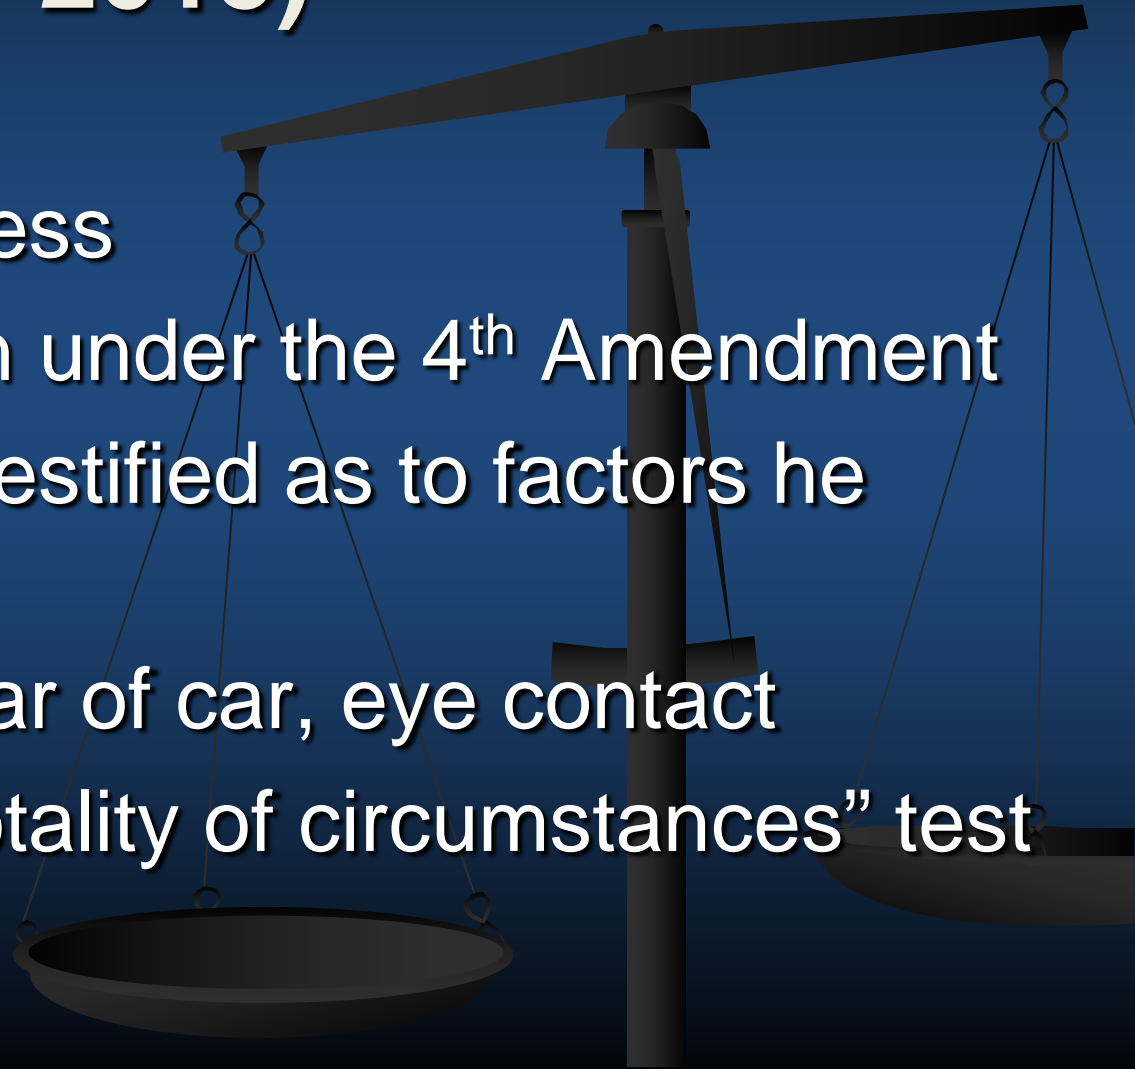 2015)
ess
under the 4th Amendment
estified as to factors he
ar of car, eye contact
otality of circumstances” test